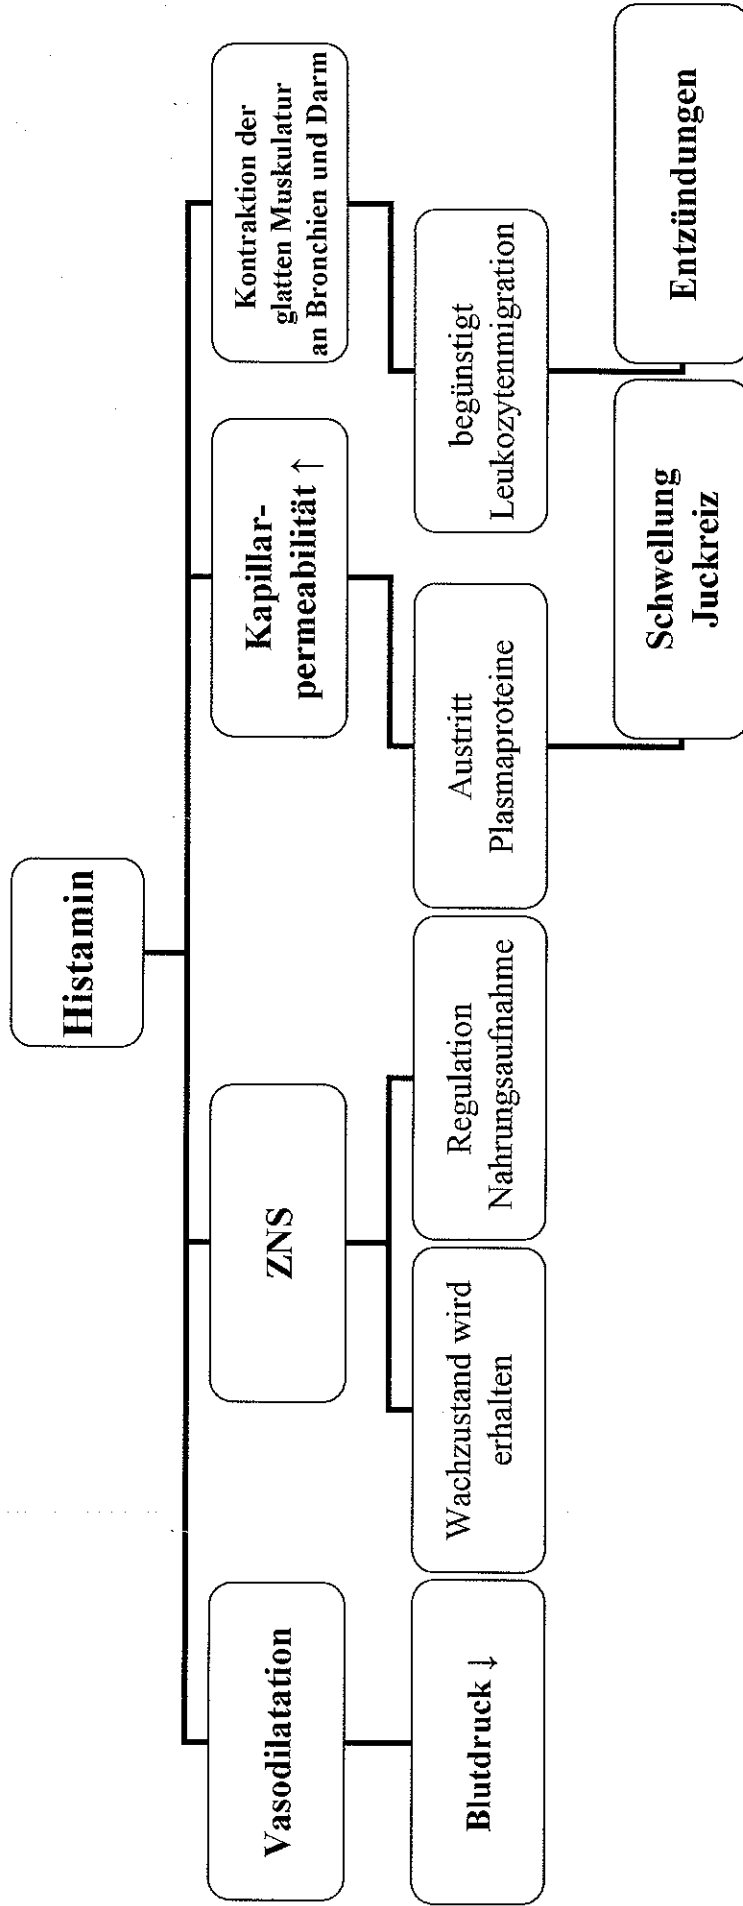 Histamin
Vasodilatation
ZNS
Kapillar-
permeabilität ↑
Kontraktion der
glatten Muskulatur
an Bronchien und Darm
Blutdruck ↓
Wachzustand wird
erhalten
Regulation
Nahrungsaufnahme
Austritt
Plasmaproteine
begünstigt
Leukozytenmigration
Schwellung
Juckreiz
Entzündungen